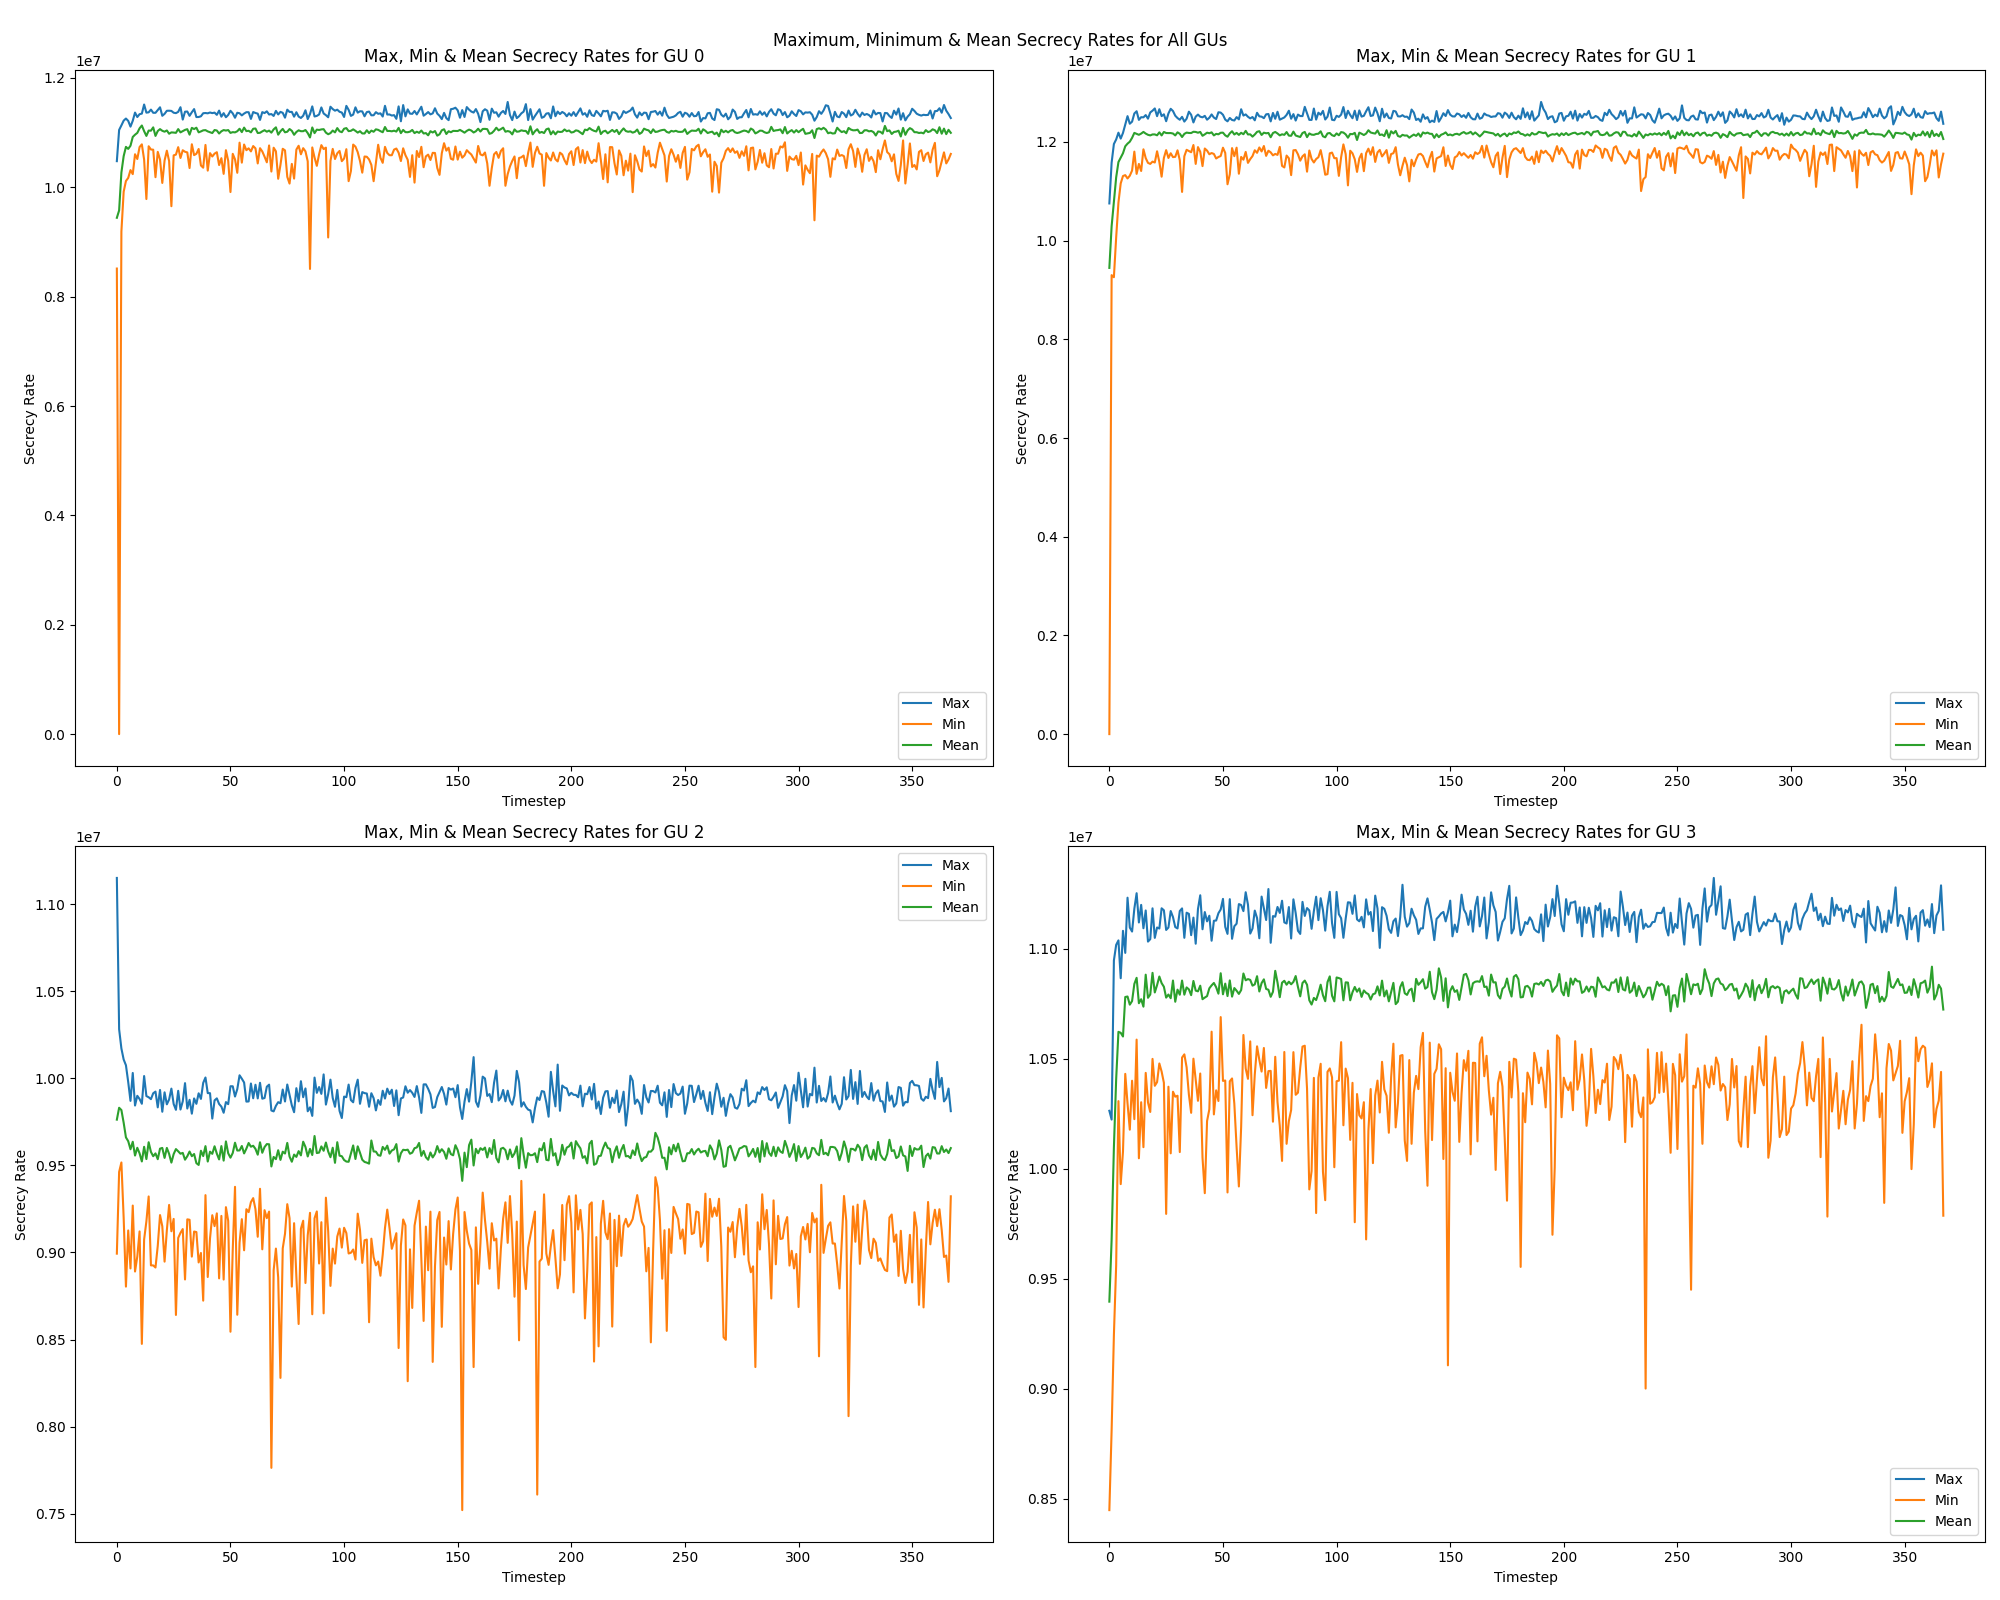 Maximum, Minimum & Mean Secrecy Rates for All GUs
Max, Min & Mean Secrecy Rates for GU 0
1e7
1.2
1.0
0.8
0.6
0.4
0.2
0.0
Secrecy Rate
0 50 100 150 200 250 300 350
Timestep
Max
Min
Mean
Max, Min & Mean Secrecy Rates for GU 1
1e7
1.2
1.0
0.8
0.6
0.4
0.2
0.0
Secrecy Rate
0 50 100 150 200 250 300 350
Timestep
Max
Min
Mean
Max, Min & Mean Secrecy Rates for GU 2
1e7
1.10
1.05
1.00
0.95
0.90
0.85
0.80
0.75
Secrecy Rate
0 50 100 150 200 250 300 350
Timestep
Max
Min
Mean
Max, Min & Mean Secrecy Rates for GU 3
1e7
1.10
1.05
1.00
0.95
0.90
0.85
Secrecy Rate
0 50 100 150 200 250 300 350
Timestep
Max
Min
Mean